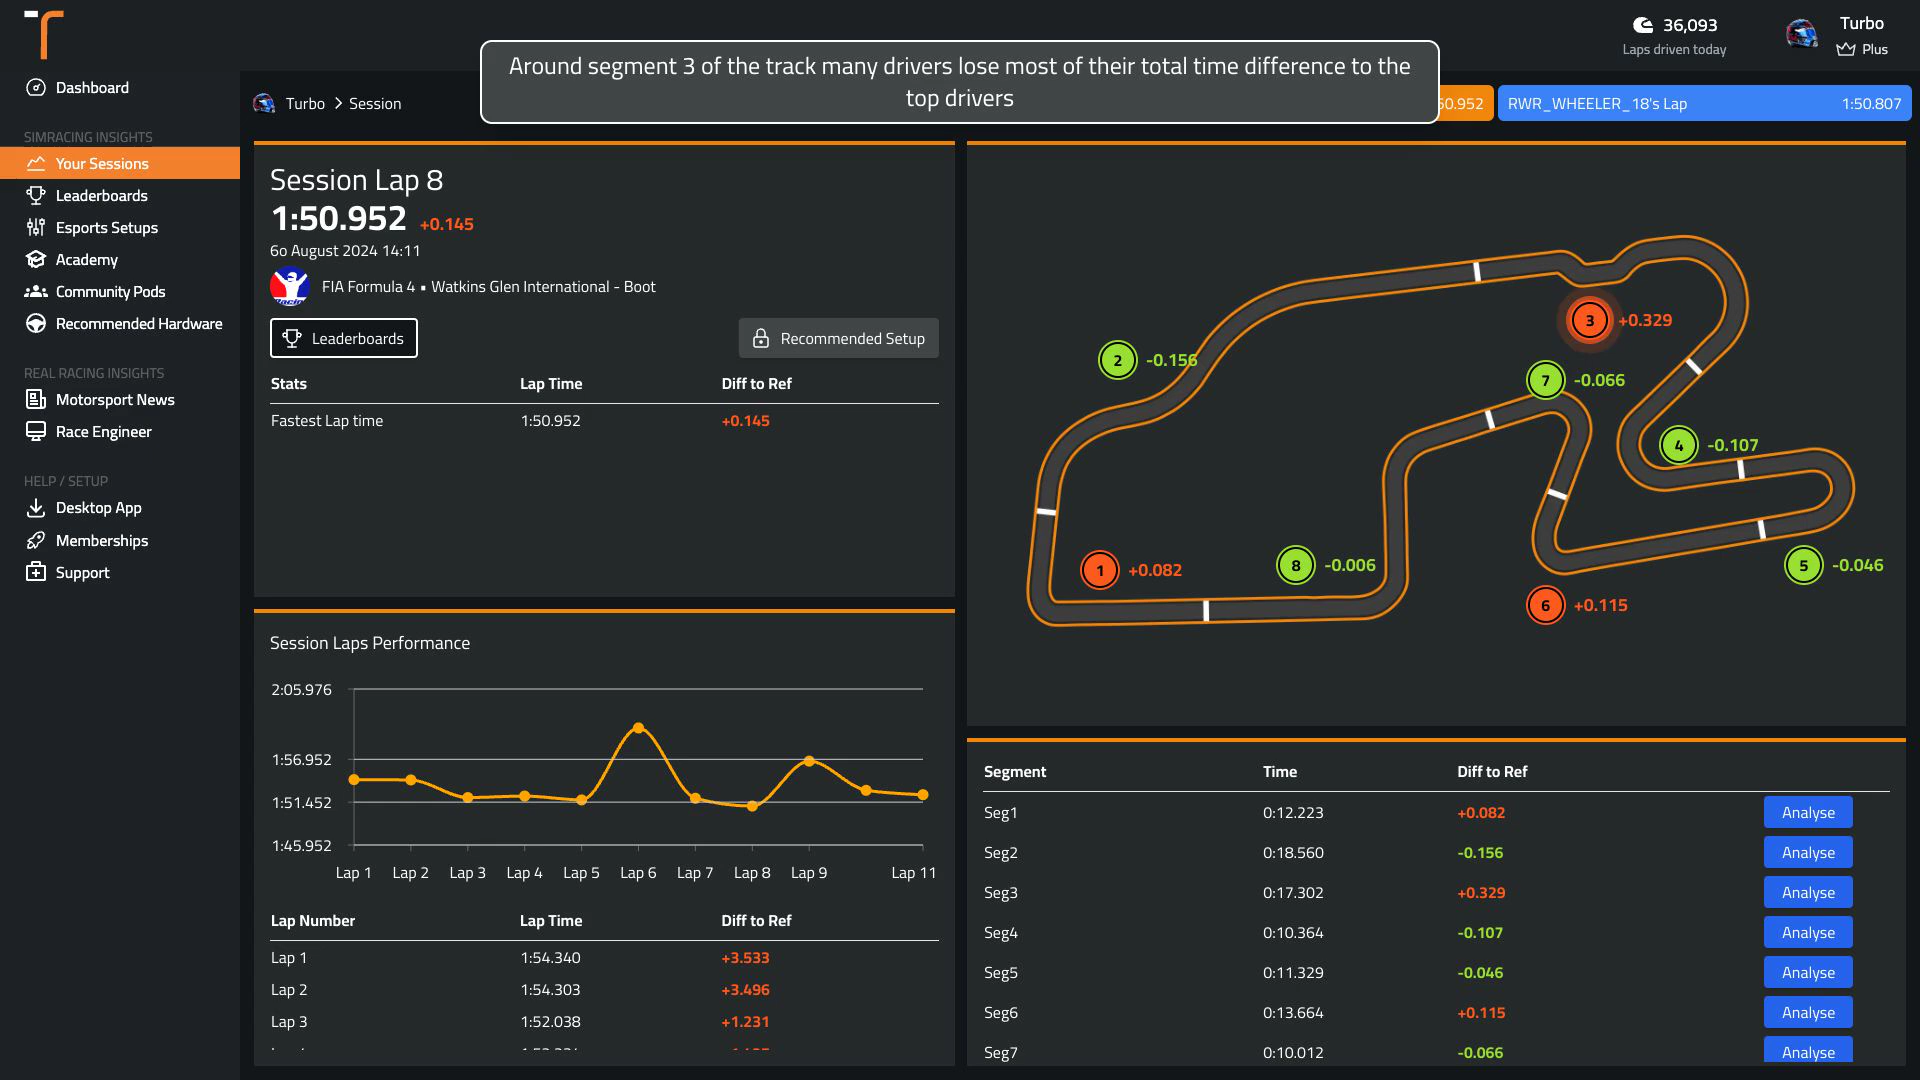 36,093
Laps driven today
Turbo
Plus
Around segment 3 of the track many drivers lose most of their total time difference to the
top drivers
Dashboard
SIMRACING INSIGHTS
Your Sessions
Leaderboards
Esports Setups
Academy
Community Pods
Recommended Hardware
REAL RACING INSIGHTS
Motorsport News
Race Engineer
HELP / SETUP
Desktop App
Memberships
Support
Turbo > Session
50.952
RWR_WHEELER_18's Lap 1:50.807
Session Lap 8
1:50.952 +0.145
6o August 2024 14:11
FIA Formula 4 • Watkins Glen International - Boot
Leaderboards
Recommended Setup
Stats Lap Time Diff to Ref
Fastest Lap time 1:50.952 +0.145
3 +0.329
2 -0.156
7 -0.066
4 -0.107
1 +0.082
8 -0.006
5 -0.046
6 +0.115
Session Laps Performance
2:05.976
1:56.952
1:51.452
1:45.952
Lap 1 Lap 2 Lap 3 Lap 4 Lap 5 Lap 6 Lap 7 Lap 8 Lap 9 Lap 11
Lap Number Lap Time Diff to Ref
Lap 1 1:54.340 +3.533
Lap 2 1:54.303 +3.496
Lap 3 1:52.038 +1.231
Segment Time Diff to Ref
Seg1 0:12.223 +0.082 Analyse
Seg2 0:18.560 -0.156 Analyse
Seg3 0:17.302 +0.329 Analyse
Seg4 0:10.364 -0.107 Analyse
Seg5 0:11.329 -0.046 Analyse
Seg6 0:13.664 +0.115 Analyse
Seg7 0:10.012 -0.066 Analyse